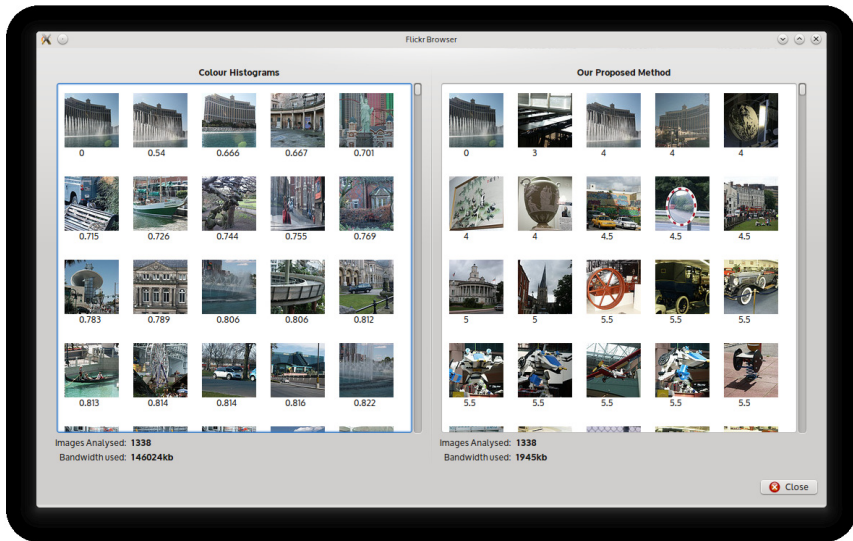 Flickr Browser
Colour Histograms
0 0.54 0.666 0.667 0.701
0.715 0.726 0.744 0.755 0.769
0.783 0.789 0.806 0.806 0.812
0.813 0.814 0.814 0.816 0.822
Images Analysed: 1338
Bandwidth used: 146024kb
Our Proposed Method
0 3 4 4 4
4 4 4.5 4.5 4.5
5 5 5.5 5.5 5.5
5.5 5.5 5.5 5.5 5.5
Images Analysed: 1338
Bandwidth used: 1945kb
Close